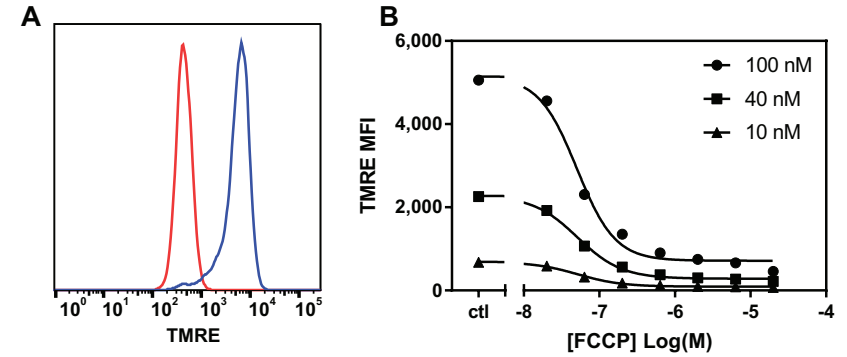 A
10⁰ 10¹ 10² 10³ 10⁴ 10⁵
TMRE
B
6,000
4,000
2,000
0
TMRE MFI
100 nM
40 nM
10 nM
ctl -8 -7 -6 -5 -4
[FCCP] Log(M)